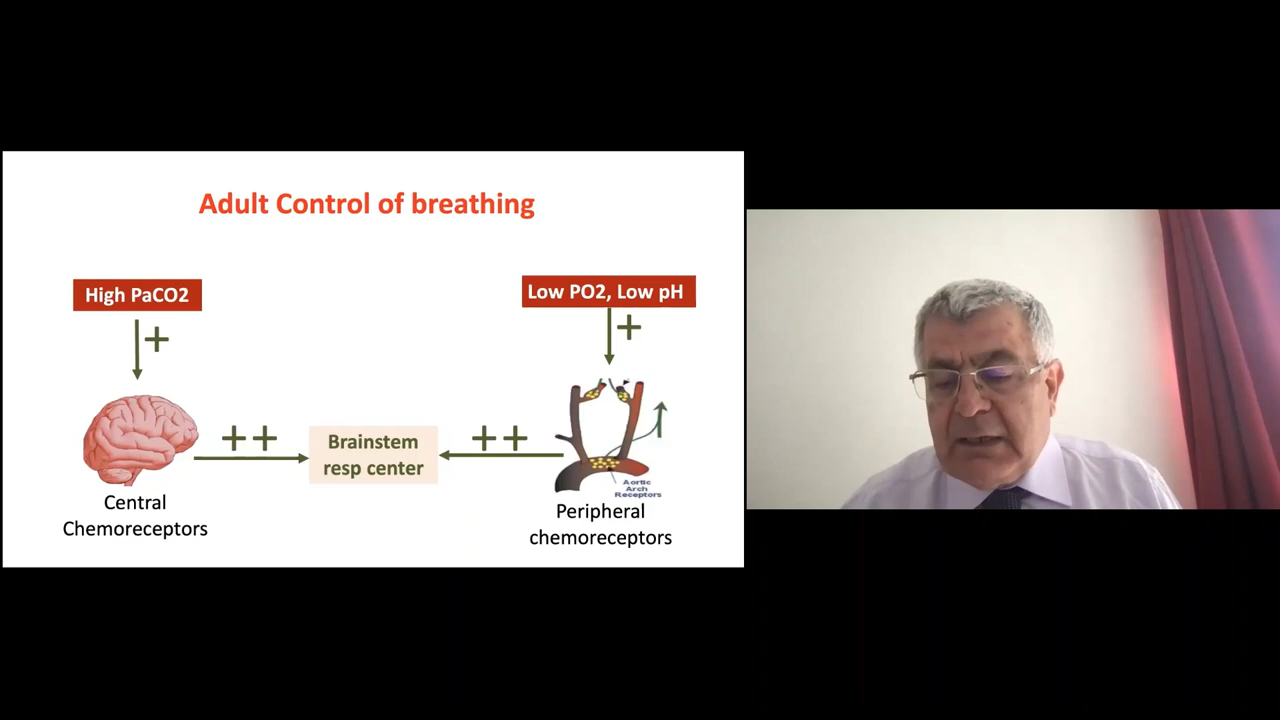 Adult Control of breathing
High PaCO2
Low PO2, Low pH
+
+
++
++
Brainstem
resp center
Aortic
Arch
Receptors
Central
Chemoreceptors
Peripheral
chemoreceptors